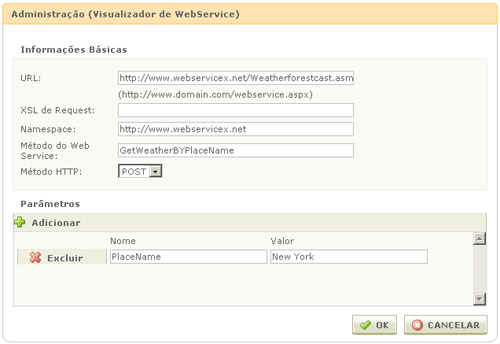 Administração (Visualizador de WebService)
Informações Básicas
URL: http://www.webservicex.net/Weatherforestcast.asm
(http://www.domain.com/webservice.aspx)
XSL de Request:
Namespace: http://www.webservicex.net
Método do Web Service: GetWeatherBYPlaceName
Método HTTP: POST
Parâmetros
Adicionar
Nome Valor
Excluir PlaceName New York
OK CANCELAR